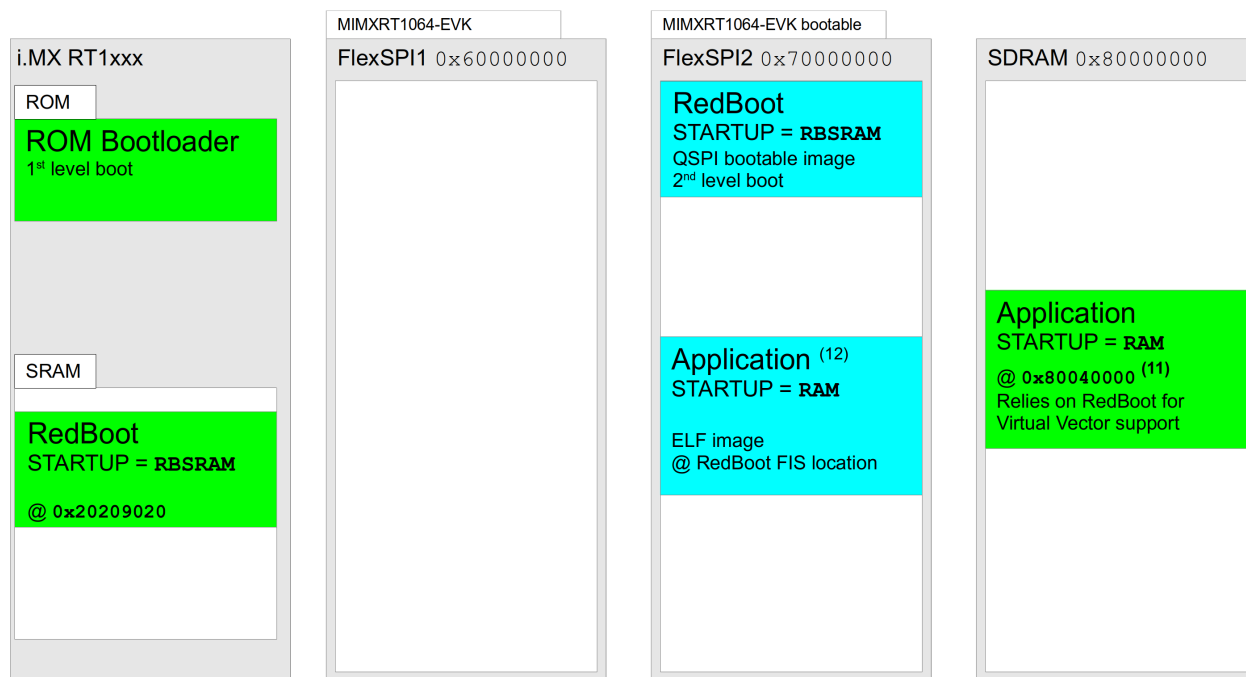 i.MX RT1xxx
ROM
ROM Bootloader
1st level boot
SRAM
RedBoot
STARTUP = RBSRAM
@ 0x20209020
MIMXRT1064-EVK
FlexSPI1 0x60000000
MIMXRT1064-EVK bootable
FlexSPI2 0x70000000
RedBoot
STARTUP = RBSRAM
QSPI bootable image
2nd level boot
Application (12)
STARTUP = RAM
ELF image
@ RedBoot FIS location
SDRAM 0x80000000
Application
STARTUP = RAM
@ 0x80040000 (11)
Relies on RedBoot for
Virtual Vector support